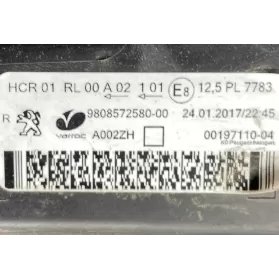 HCR 01 RL 00 A 02 1 01 E8 12,5 PL 7783
R varroc 9808572580-00 24.01.2017/22:45
A002ZH 00197110-04